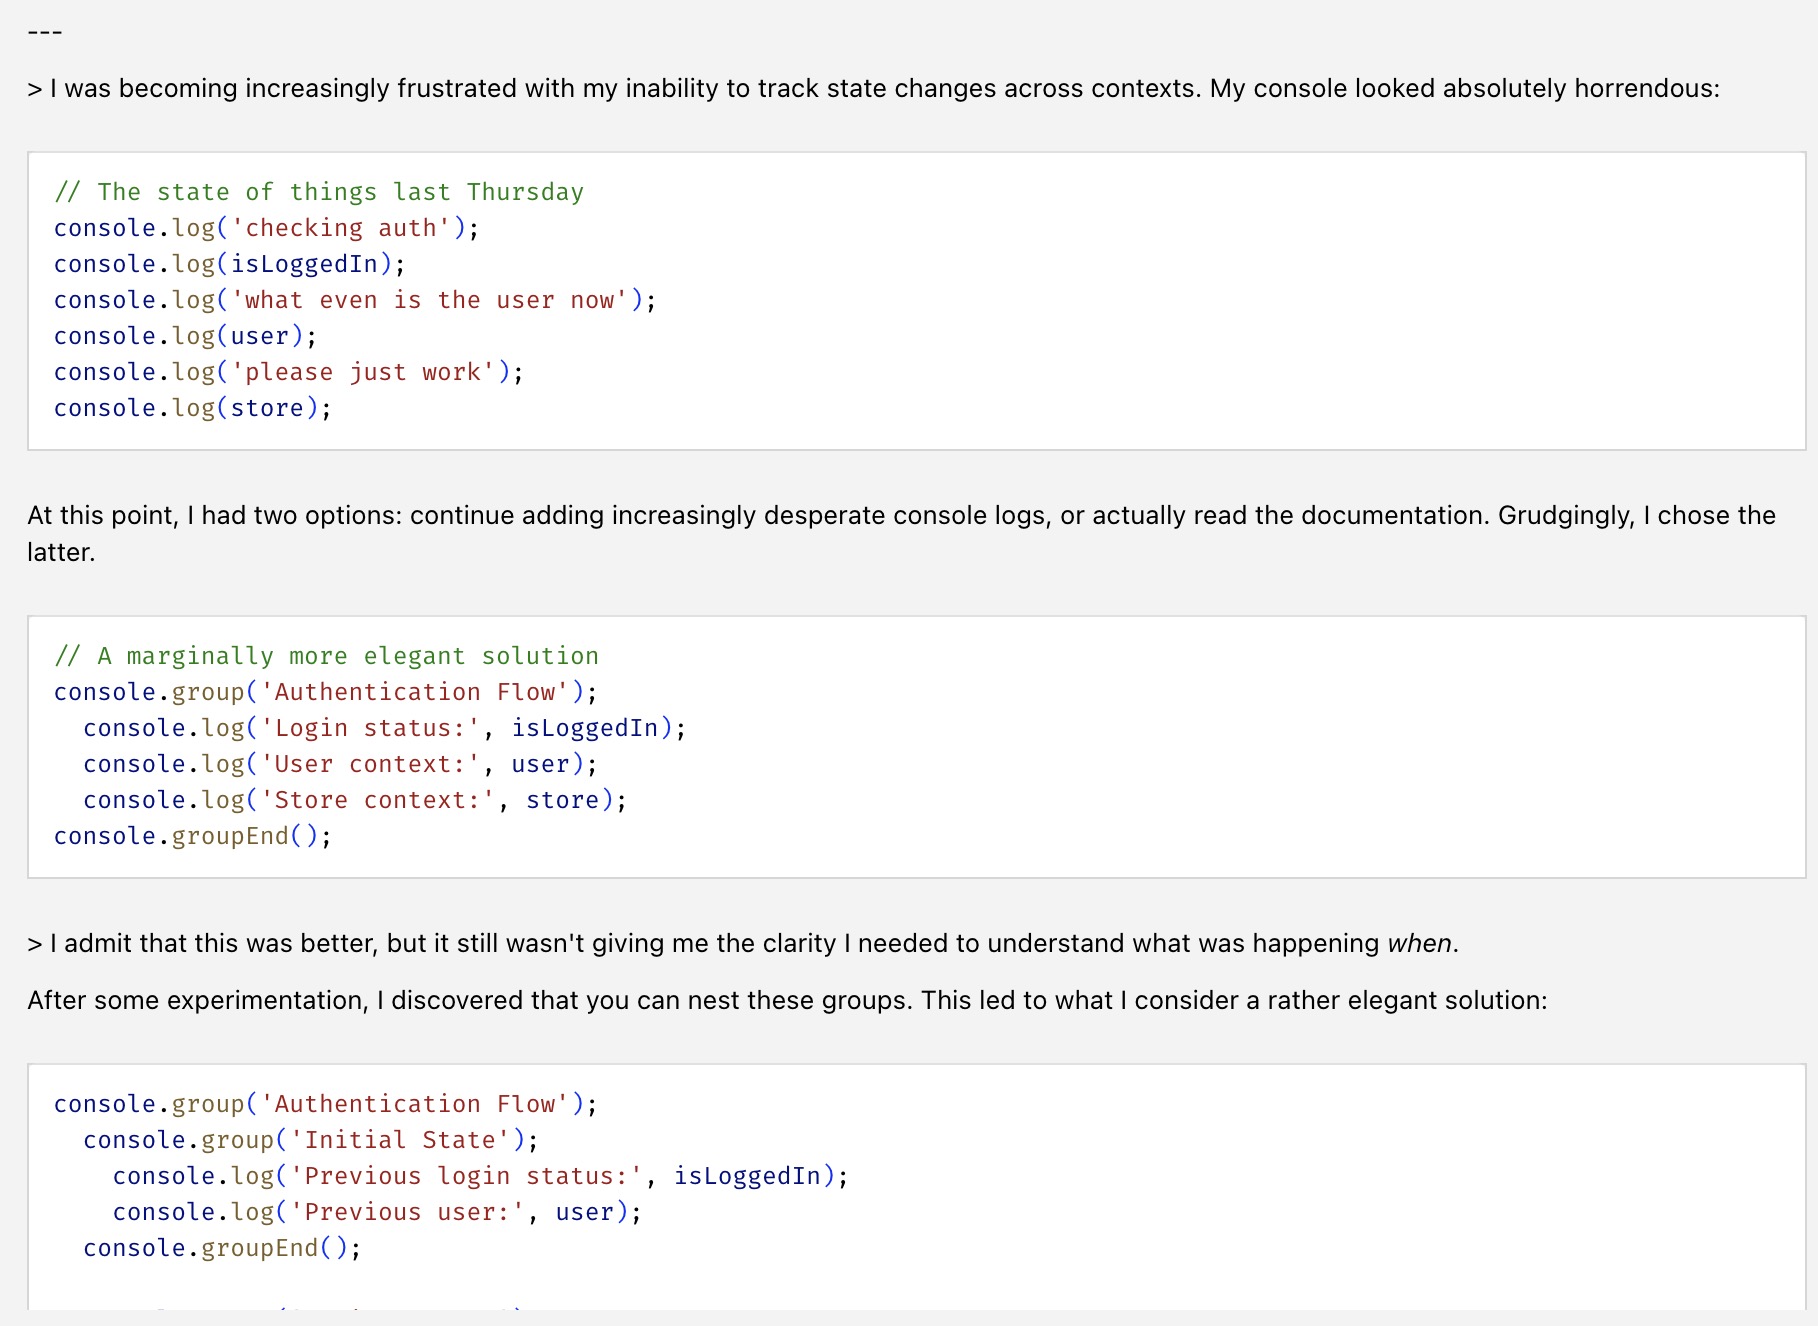 ---
> I was becoming increasingly frustrated with my inability to track state changes across contexts. My console looked absolutely horrendous:
// The state of things last Thursday
console.log('checking auth');
console.log(isLoggedIn);
console.log('what even is the user now');
console.log(user);
console.log('please just work');
console.log(store);
At this point, I had two options: continue adding increasingly desperate console logs, or actually read the documentation. Grudgingly, I chose the
latter.
// A marginally more elegant solution
console.group('Authentication Flow');
  console.log('Login status:', isLoggedIn);
  console.log('User context:', user);
  console.log('Store context:', store);
console.groupEnd();
> I admit that this was better, but it still wasn't giving me the clarity I needed to understand what was happening when.
After some experimentation, I discovered that you can nest these groups. This led to what I consider a rather elegant solution:
console.group('Authentication Flow');
  console.group('Initial State');
    console.log('Previous login status:', isLoggedIn);
    console.log('Previous user:', user);
  console.groupEnd();